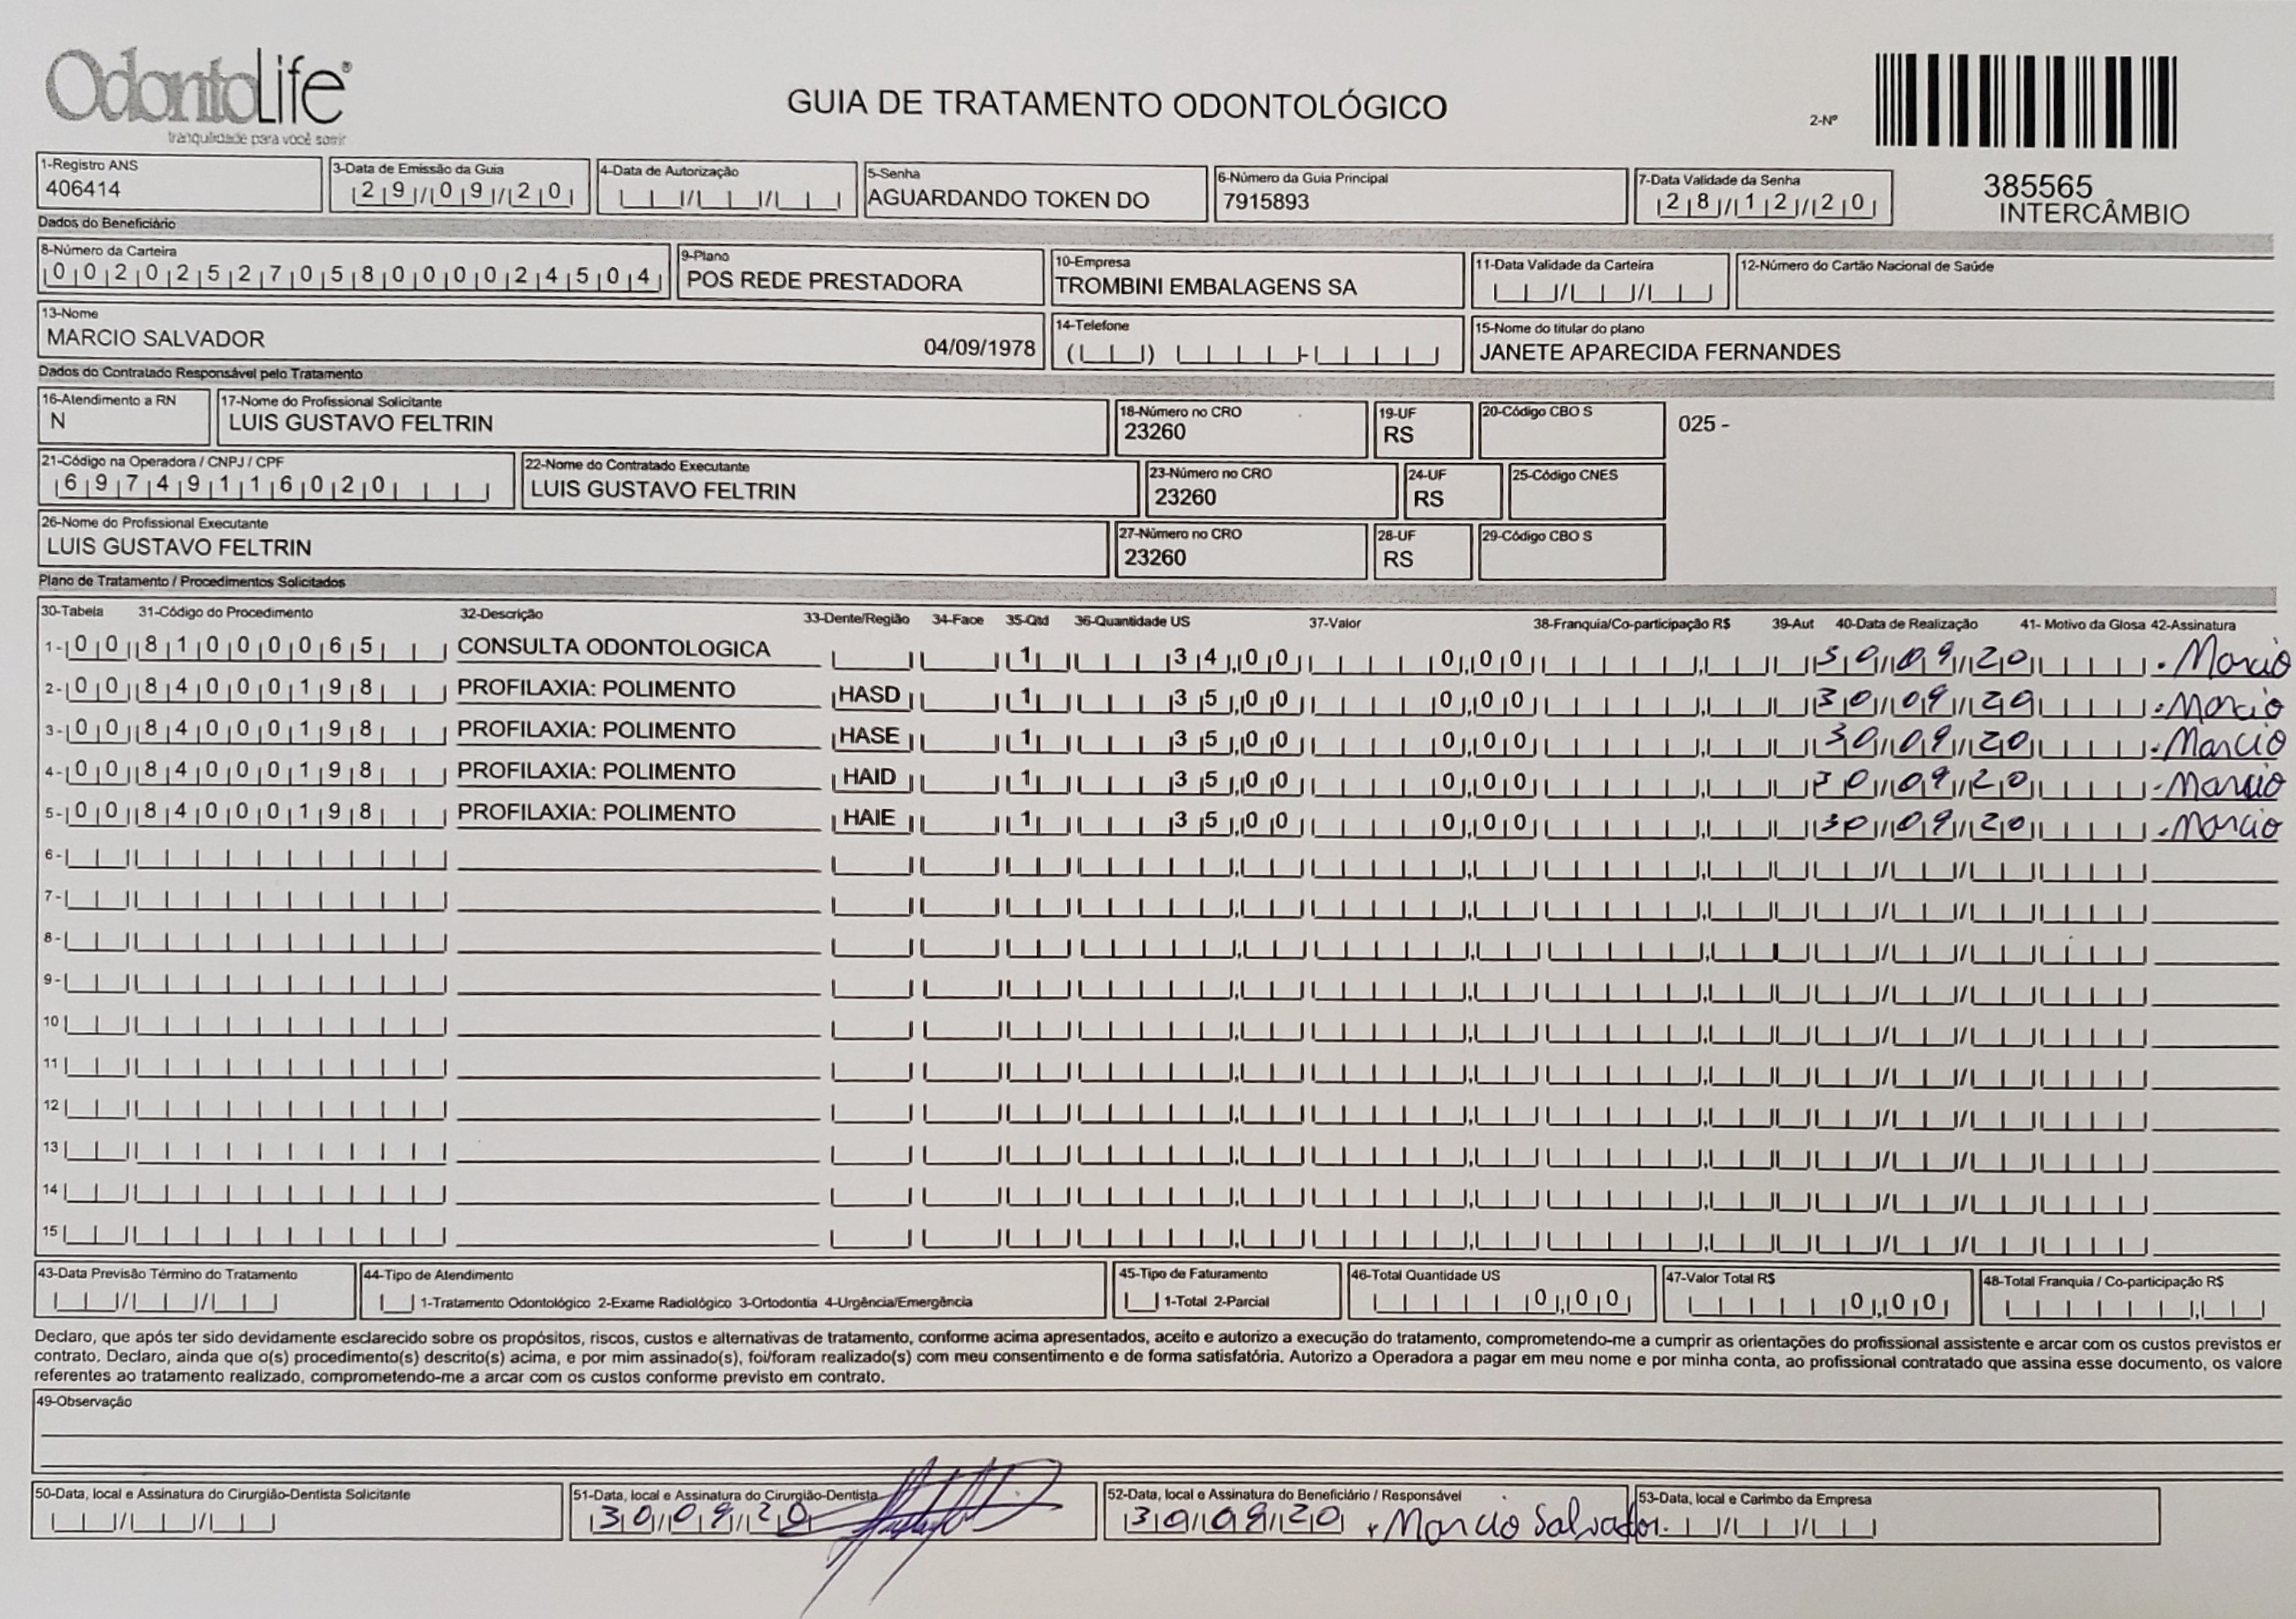 OdontoLife®
tranquilidade para você sorrir
GUIA DE TRATAMENTO ODONTOLÓGICO
2-Nº
385565
INTERCÂMBIO
1-Registro ANS
406414
3-Data de Emissão da Guia
29/09/20
4-Data de Autorização
5-Senha
AGUARDANDO TOKEN DO
6-Número da Guia Principal
7915893
7-Data Validade da Senha
28/12/20
Dados do Beneficiário
8-Número da Carteira
00202527058000024504
9-Plano
POS REDE PRESTADORA
10-Empresa
TROMBINI EMBALAGENS SA
11-Data Validade da Carteira
12-Número do Cartão Nacional de Saúde
13-Nome
MARCIO SALVADOR 04/09/1978
14-Telefone
15-Nome do titular do plano
JANETE APARECIDA FERNANDES
Dados do Contratado Responsável pelo Tratamento
16-Atendimento a RN
N
17-Nome do Profissional Solicitante
LUIS GUSTAVO FELTRIN
18-Número no CRO
23260
19-UF
RS
20-Código CBO S
025 -
21-Código na Operadora / CNPJ / CPF
69749116020
22-Nome do Contratado Executante
LUIS GUSTAVO FELTRIN
23-Número no CRO
23260
24-UF
RS
25-Código CNES
26-Nome do Profissional Executante
LUIS GUSTAVO FELTRIN
27-Número no CRO
23260
28-UF
RS
29-Código CBO S
Plano de Tratamento / Procedimentos Solicitados
30-Tabela 31-Código do Procedimento 32-Descrição 33-Dente/Região 34-Face 35-Qtd 36-Quantidade US 37-Valor 38-Franquia/Co-participação R$ 39-Aut 40-Data de Realização 41- Motivo da Glosa 42-Assinatura
1- 00 81000065 CONSULTA ODONTOLOGICA 1 34,00 0,00 30/09/20 Marcio
2- 00 84000198 PROFILAXIA: POLIMENTO HASD 1 35,00 0,00 30/09/20 Marcio
3- 00 84000198 PROFILAXIA: POLIMENTO HASE 1 35,00 0,00 30/09/20 Marcio
4- 00 84000198 PROFILAXIA: POLIMENTO HAID 1 35,00 0,00 30/09/20 Marcio
5- 00 84000198 PROFILAXIA: POLIMENTO HAIE 1 35,00 0,00 30/09/20 Marcio
6-
7-
8-
9-
10
11
12
13
14
15
43-Data Previsão Término do Tratamento
44-Tipo de Atendimento
1-Tratamento Odontológico 2-Exame Radiológico 3-Ortodontia 4-Urgência/Emergência
45-Tipo de Faturamento
1-Total 2-Parcial
46-Total Quantidade US
0,00
47-Valor Total R$
0,00
48-Total Franquia / Co-participação R$
Declaro, que após ter sido devidamente esclarecido sobre os propósitos, riscos, custos e alternativas de tratamento, conforme acima apresentados, aceito e autorizo a execução do tratamento, comprometendo-me a cumprir as orientações do profissional assistente e arcar com os custos previstos er
contrato. Declaro, ainda que o(s) procedimento(s) descrito(s) acima, e por mim assinado(s), foi/foram realizado(s) com meu consentimento e de forma satisfatória. Autorizo a Operadora a pagar em meu nome e por minha conta, ao profissional contratado que assina esse documento, os valore
referentes ao tratamento realizado, comprometendo-me a arcar com os custos conforme previsto em contrato.
49-Observação
50-Data, local e Assinatura do Cirurgião-Dentista Solicitante
51-Data, local e Assinatura do Cirurgião-Dentista
30/09/20
52-Data, local e Assinatura do Beneficiário / Responsável
30/09/20 Marcio Salvador.
53-Data, local e Carimbo da Empresa